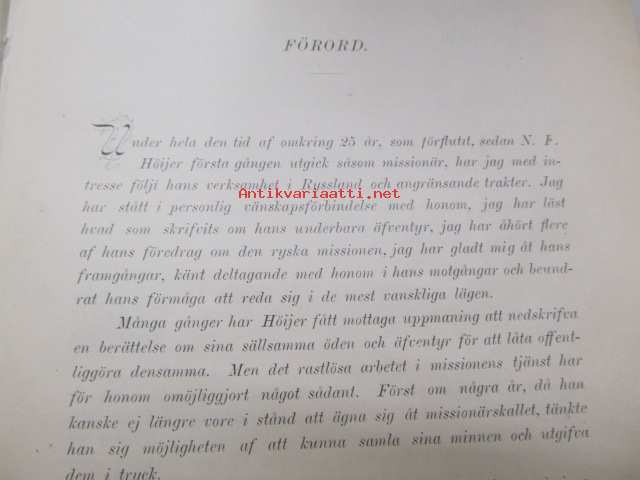 FÖRORD.
Under hela den tid af omkring 25 år, som förflutit, sedan N. F.
Höijer första gången utgick såsom missionär, har jag med in-
tresse följt hans verksamhet i Ryssland och angränsande trakter. Jag
Antikvariaatti.net
har stått i personlig vänskapsförbindelse med honom, jag har läst
hvad som skrifvits om hans underbara äfventyr, jag har åhört flere
af hans föredrag om den ryska missionen, jag har gladt mig åt hans
framgångar, känt deltagande med honom i hans motgångar och beund-
rat hans förmåga att reda sig i de mest vanskliga lägen.
Många gånger har Höijer fått mottaga uppmaning att nedskrifva
en berättelse om sina sällsamma öden och äfventyr för att låta offent-
liggöra densamma. Men det rastlösa arbetet i missionens tjänst har
för honom omöjliggjort något sådant. Först om några år, då han
kanske ej längre vore i stånd att ägna sig åt missionärskallet, tänkte
han sig möjligheten af att kunna samla sina minnen och utgifva
dem i tryck.